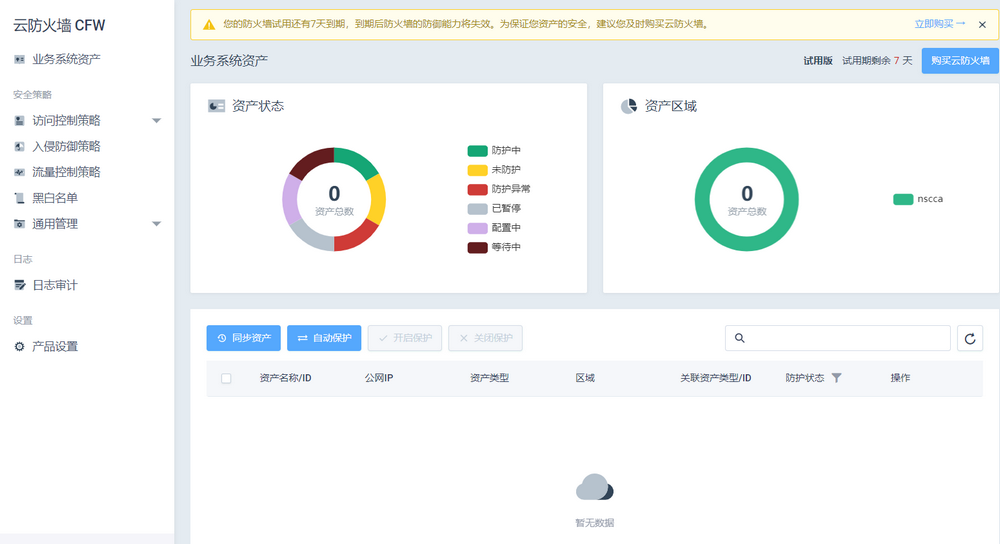 云防火墙 CFW
业务系统资产
安全策略
访问控制策略
入侵防御策略
流量控制策略
黑白名单
通用管理
日志
日志审计
设置
产品设置
您的防火墙试用还有7天到期，到期后防火墙的防御能力将失效。为保证您资产的安全，建议您及时购买云防火墙。
立即购买
业务系统资产
试用版 试用期剩余 7 天
购买云防火墙
资产状态
0
资产总数
防护中
未防护
防护异常
已暂停
配置中
等待中
资产区域
0
资产总数
nscca
同步资产 自动保护 开启保护 关闭保护
资产名称/ID 公网IP 资产类型 区域 关联资产类型/ID 防护状态 操作
暂无数据